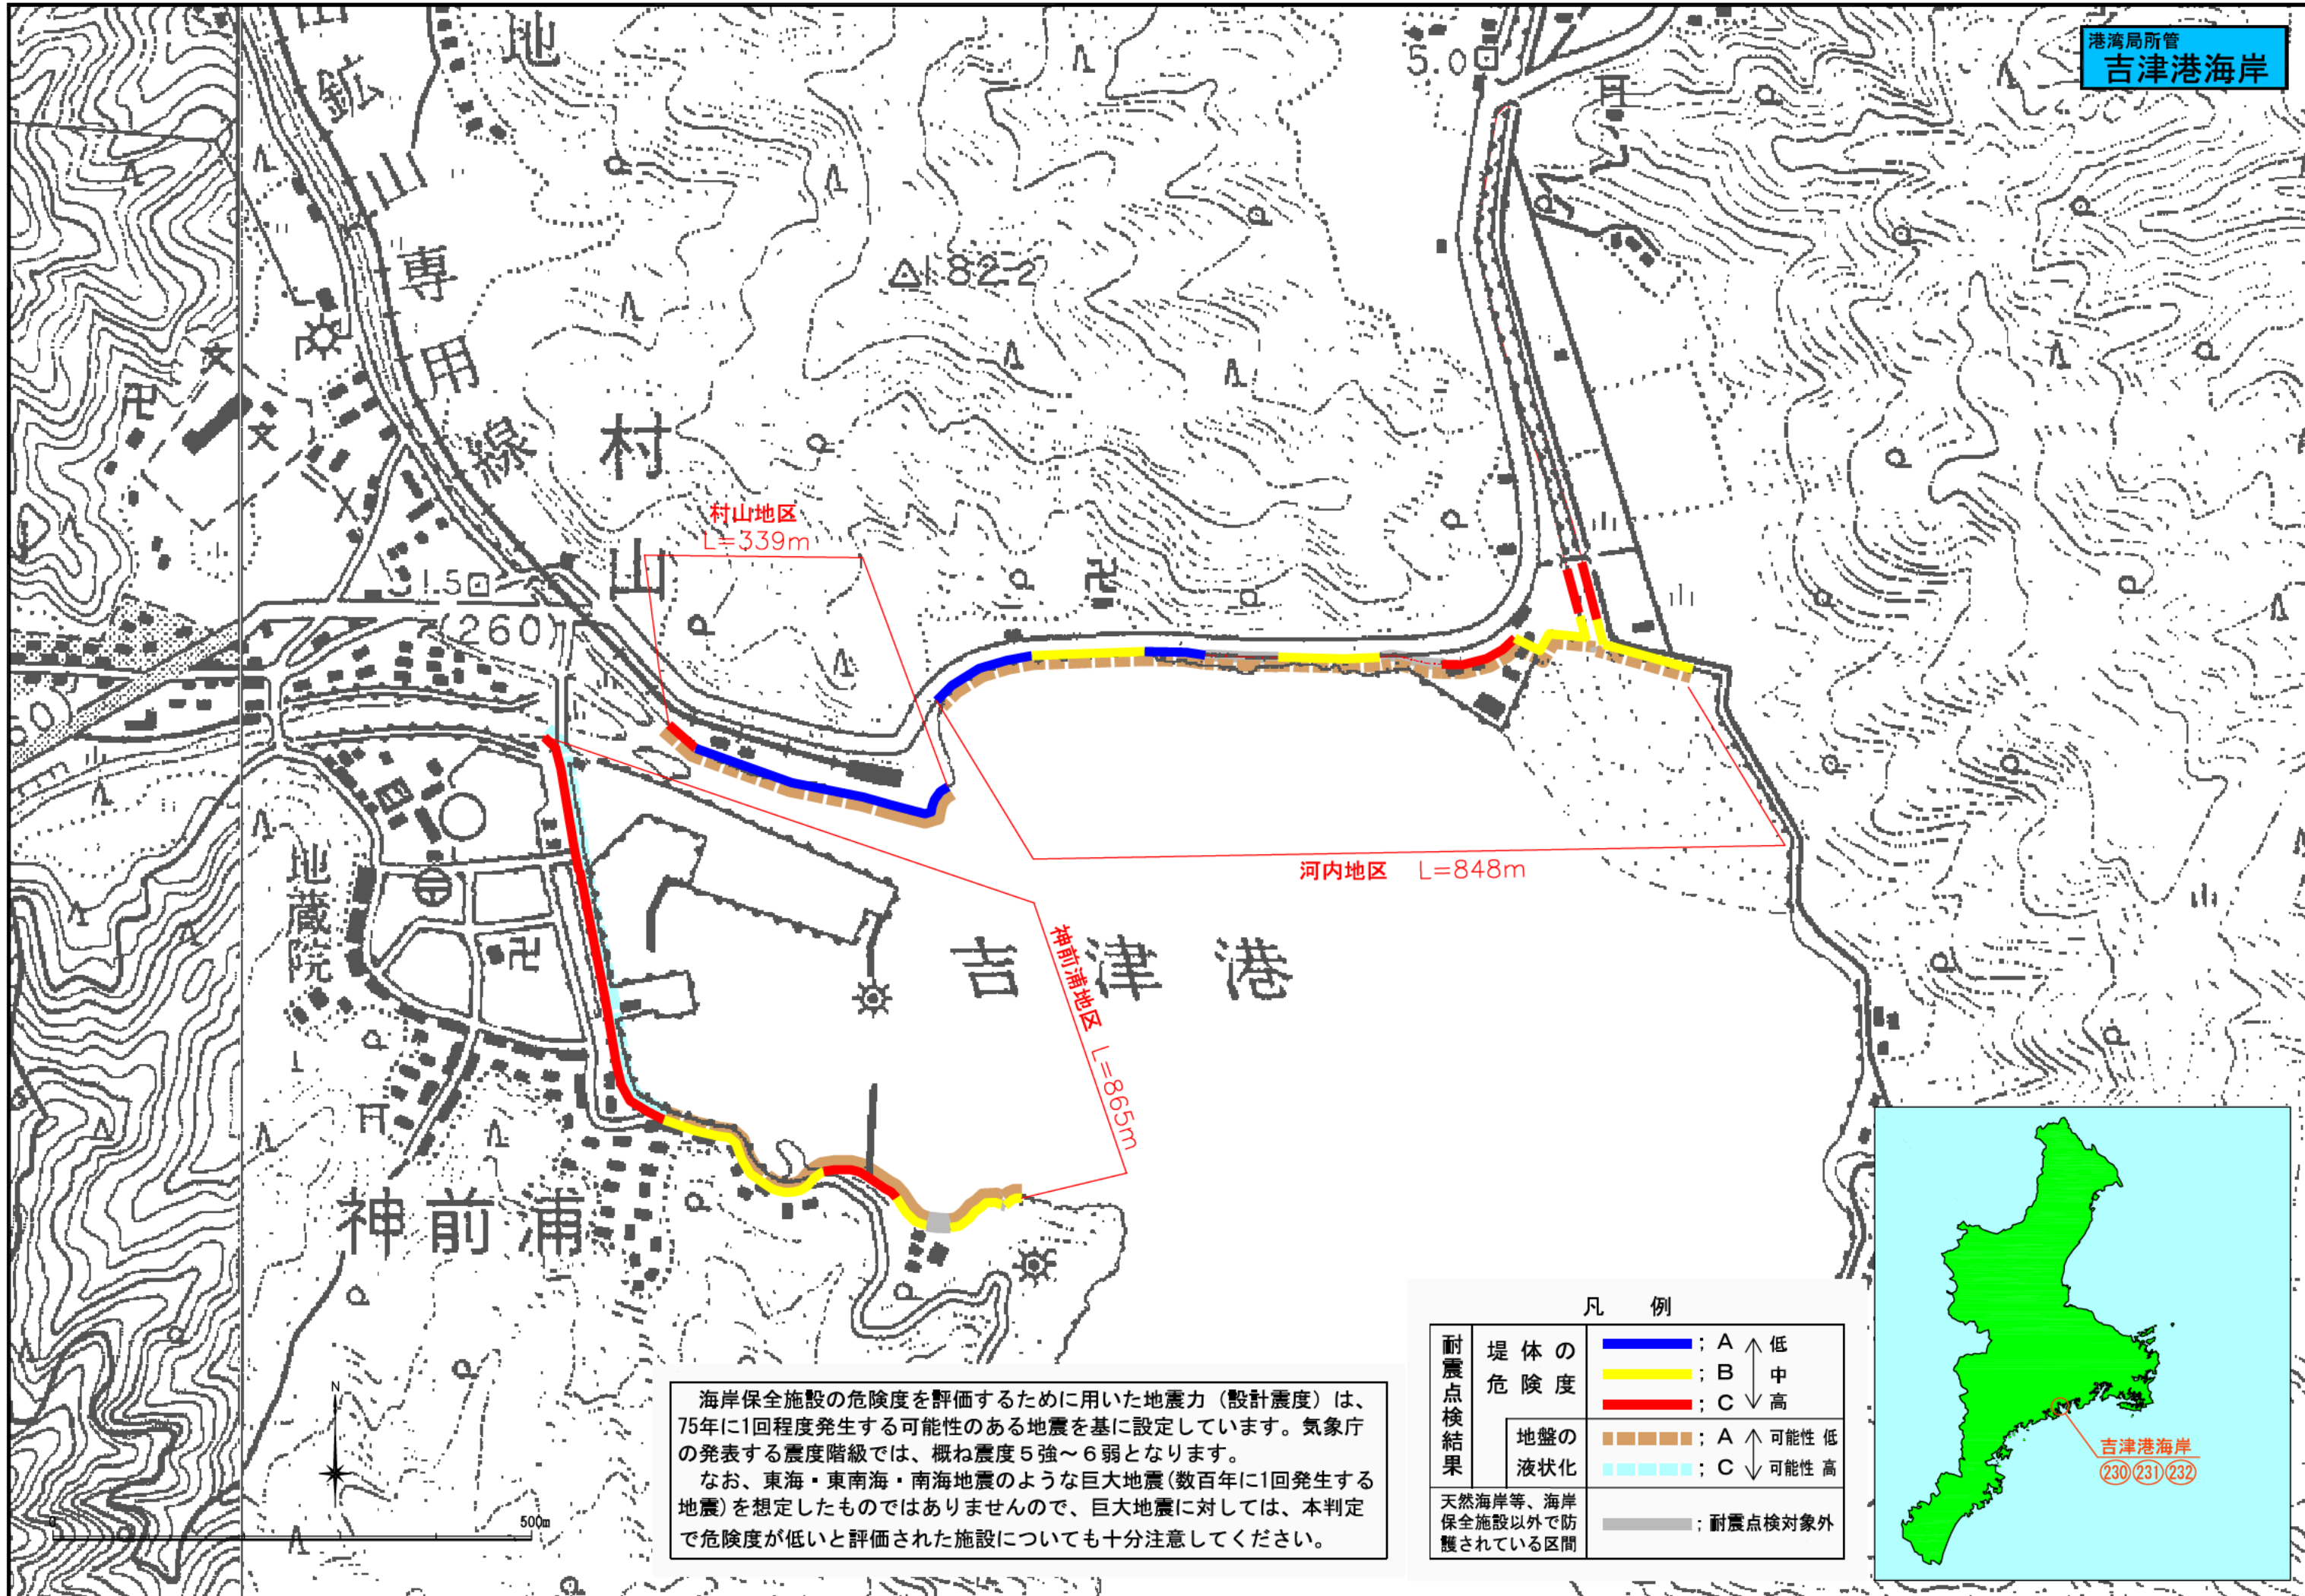 港湾局所管
吉津港海岸
地
鉱
山
専
用
線
村
山
5.0
182.2
村山地区
L=339m
1.5
(260)
河内地区 L=848m
地蔵院
吉津港
神前浦地区 L=865m
神前浦
N
0 500m
海岸保全施設の危険度を評価するために用いた地震力（設計震度）は、
75年に1回程度発生する可能性のある地震を基に設定しています。気象庁
の発表する震度階級では、概ね震度５強～６弱となります。
なお、東海・東南海・南海地震のような巨大地震(数百年に1回発生する
地震)を想定したものではありませんので、巨大地震に対しては、本判定
で危険度が低いと評価された施設についても十分注意してください。
凡 例
耐震点検結果
堤体の
危険度
; A 低
; B 中
; C 高
地盤の
液状化
; A 可能性 低
; C 可能性 高
天然海岸等、海岸
保全施設以外で防
護されている区間
; 耐震点検対象外
吉津港海岸
230 231 232